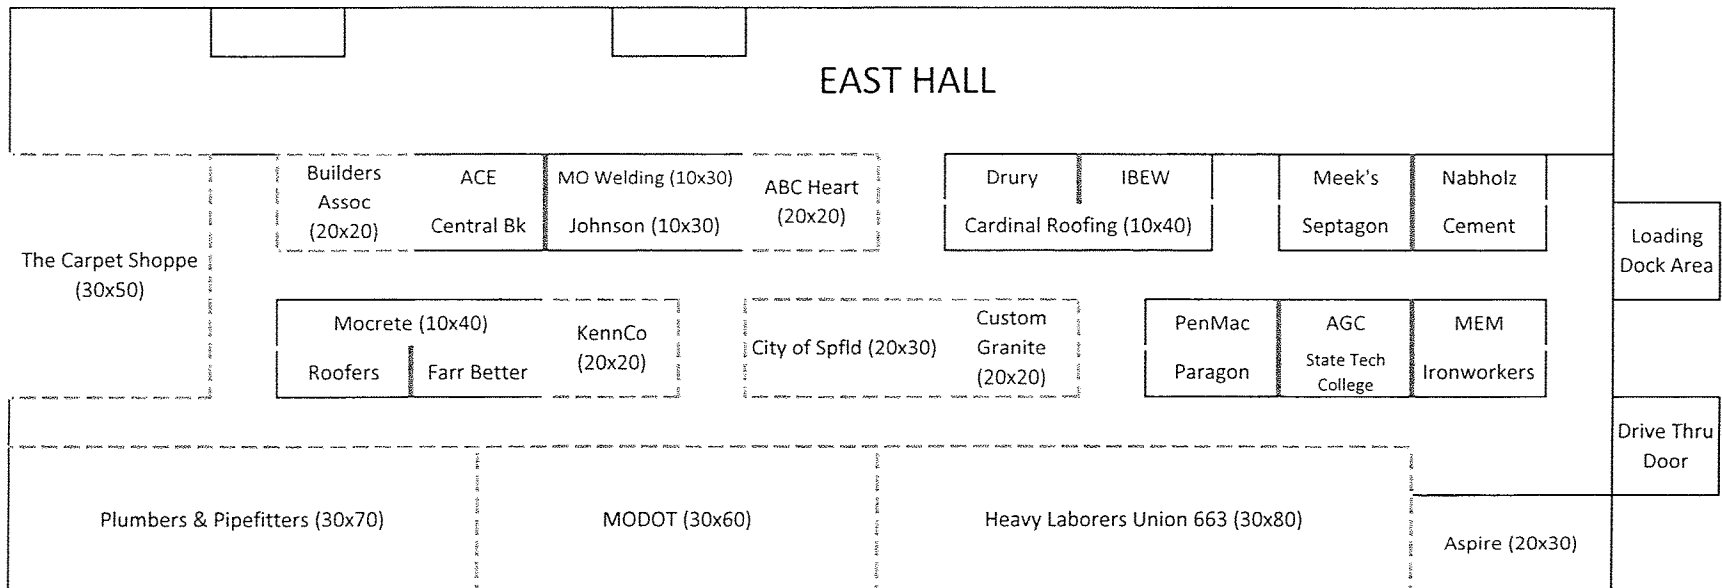 EAST HALL
Builders
Assoc
(20x20)
ACE
Central Bk
MO Welding (10x30)
Johnson (10x30)
ABC Heart
(20x20)
Drury
IBEW
Cardinal Roofing (10x40)
Meek's
Septagon
Nabholz
Cement
Loading
Dock Area
The Carpet Shoppe
(30x50)
Mocrete (10x40)
Roofers
Farr Better
KennCo
(20x20)
City of Spfld (20x30)
Custom
Granite
(20x20)
PenMac
Paragon
AGC
State Tech
College
MEM
Ironworkers
Drive Thru
Door
Plumbers & Pipefitters (30x70)
MODOT (30x60)
Heavy Laborers Union 663 (30x80)
Aspire (20x30)